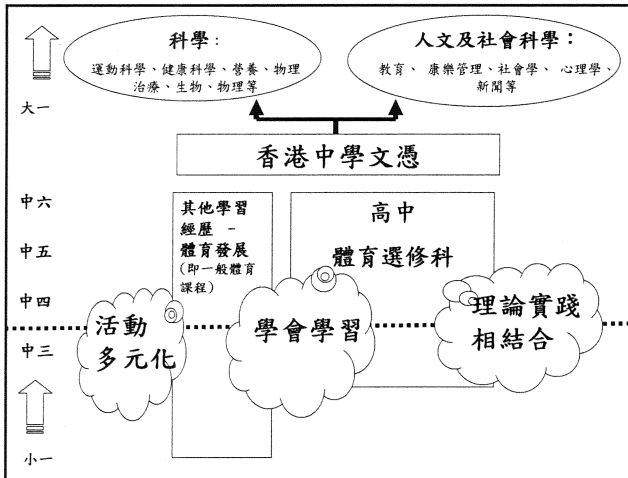 科學：
運動科學、健康科學、營養、物理
治療、生物、物理等
人文及社會科學：
教育、 康樂管理、社會學、 心理學、
新聞等
大一
香港中學文憑
中六
中五
中四
中三
小一
其他學習
經歷 -
體育發展
(即一般體育
課程)
高中
體育選修科
活動
多元化
學會學習
理論實踐
相結合